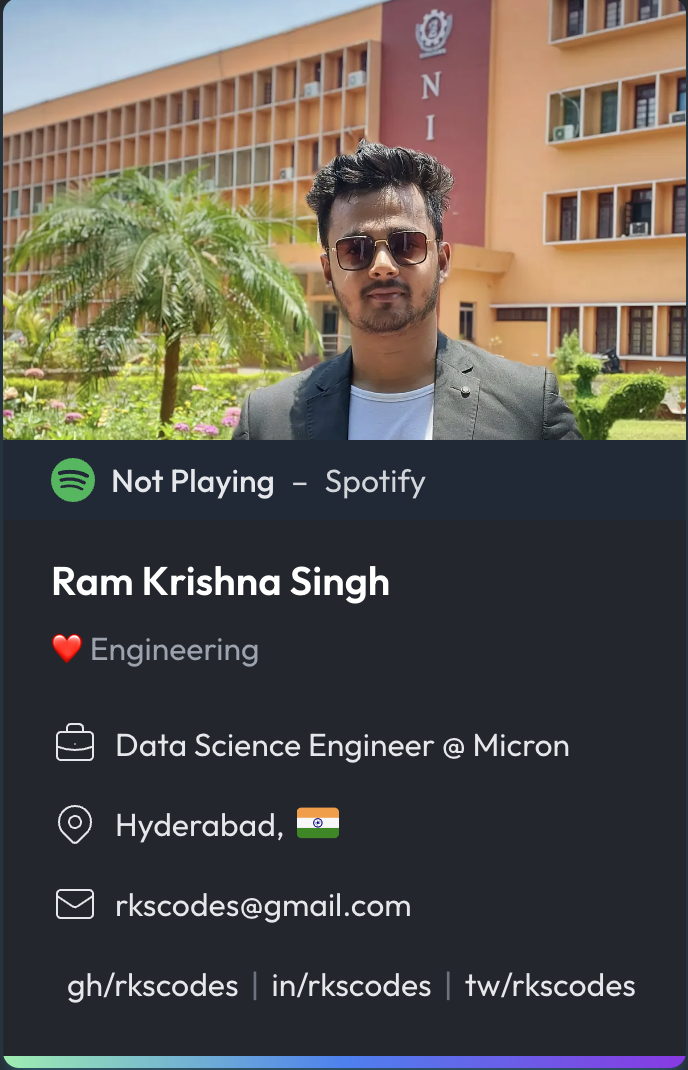 N
I
Not Playing – Spotify
Ram Krishna Singh
❤️ Engineering
Data Science Engineer @ Micron
Hyderabad, 🇮🇳
rkscodes@gmail.com
gh/rkscodes | in/rkscodes | tw/rkscodes